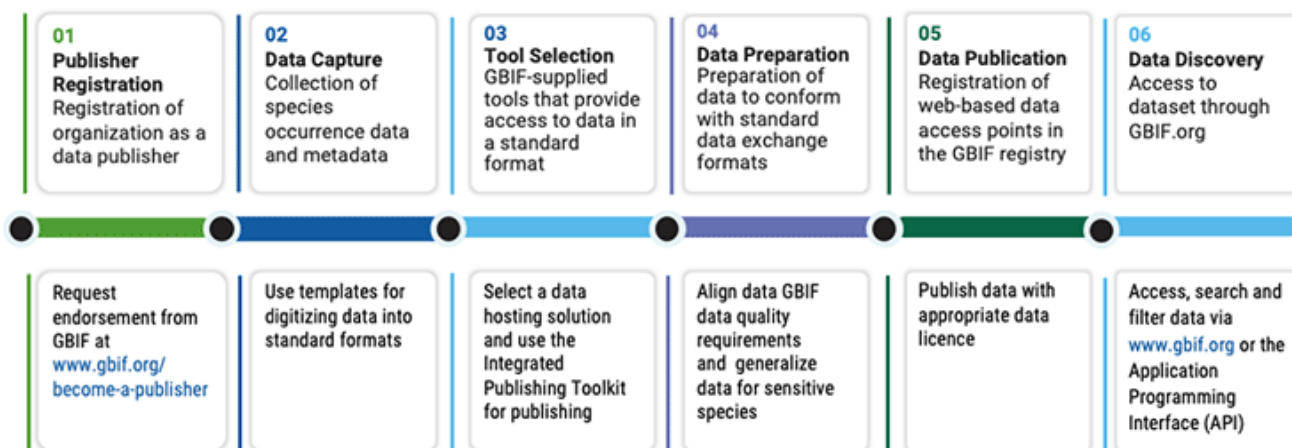 01
Publisher
Registration
Registration of
organization as a
data publisher
02
Data Capture
Collection of
species
occurrence data
and metadata
03
Tool Selection
GBIF-supplied
tools that provide
access to data in
a standard
format
04
Data Preparation
Preparation of
data to conform
with standard
data exchange
formats
05
Data Publication
Registration of
web-based data
access points in
the GBIF registry
06
Data Discovery
Access to
dataset through
GBIF.org
Request
endorsement from
GBIF at
www.gbif.org/
become-a-publisher
Use templates for
digitizing data into
standard formats
Select a data
hosting solution
and use the
Integrated
Publishing Toolkit
for publishing
Align data GBIF
data quality
requirements
and generalize
data for sensitive
species
Publish data with
appropriate data
licence
Access, search and
filter data via
www.gbif.org or the
Application
Programming
Interface (API)